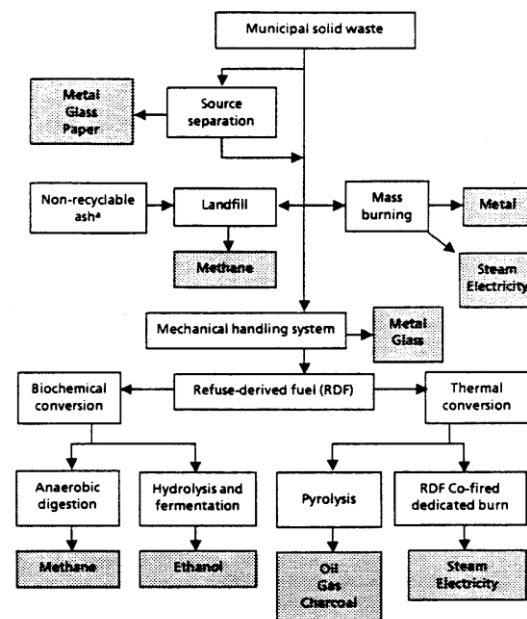 Municipal solid waste
Metal
Glass
Paper
Source
separation
Non-recyclable
ashᵃ
Landfill
Mass
burning
Metal
Methane
Steam
Electricity
Mechanical handling system
Metal
Glass
Biochemical
conversion
Refuse-derived fuel (RDF)
Thermal
conversion
Anaerobic
digestion
Hydrolysis and
fermentation
Pyrolysis
RDF Co-fired
dedicated burn
Methane
Ethanol
Oil
Gas
Charcoal
Steam
Electricity